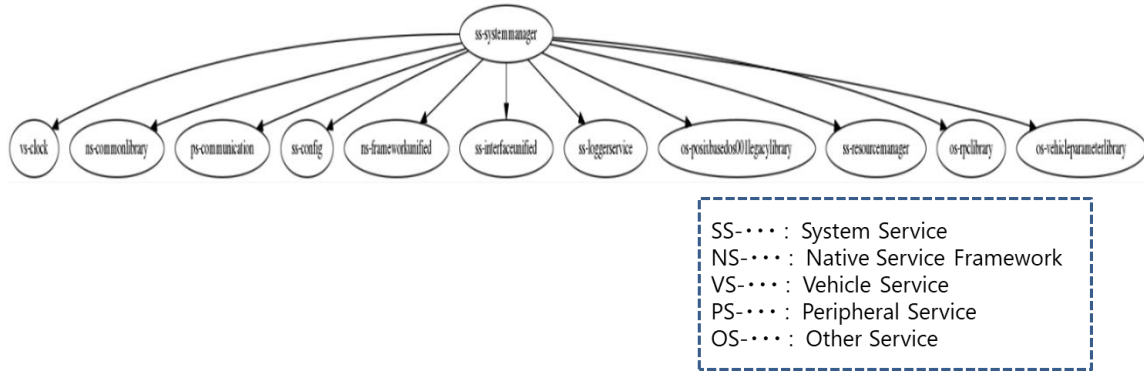 ss-systemmanager
vs-clock
ns-commonlibrary
ps-communication
ss-config
ns-frameworkunified
ss-interfaceunified
ss-loggerservice
os-posixbasedos001legacylibrary
ss-resourcemanager
os-rpclibrary
os-vehicleparameterlibrary
SS-・・・ : System Service
NS-・・・ : Native Service Framework
VS-・・・ : Vehicle Service
PS-・・・ : Peripheral Service
OS-・・・ : Other Service